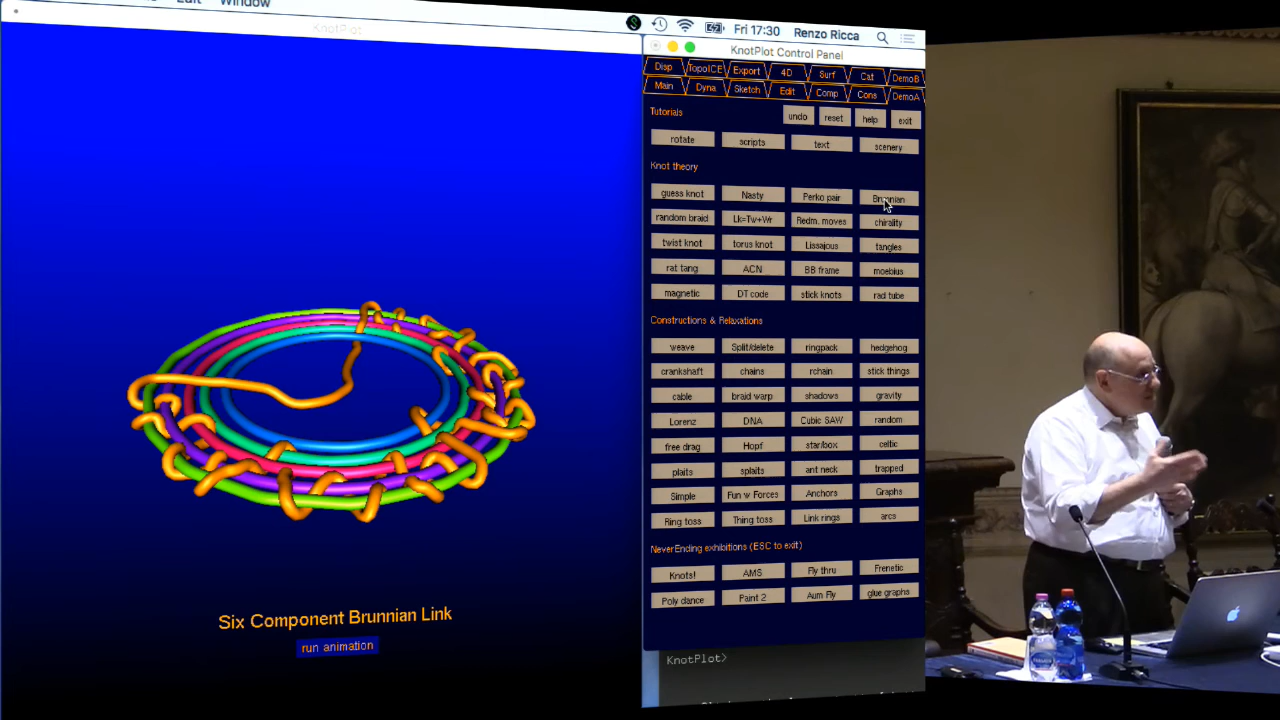 Edit Window
Fri 17:30 Renzo Ricca
KnotPlot
KnotPlot Control Panel
Disp TopoICE Export 4D Surf Cat DemoB
Main Dyna Sketch Edit Comp Cons DemoA
Tutorials undo reset help exit
rotate scripts text scenery
Knot theory
guess knot Nasty Perko pair Brunnian
random braid Lk=Tw+Wr Redm. moves chirality
twist knot torus knot Lissajous tangles
rat tang ACN BB frame moebius
magnetic DT code stick knots rad tube
Constructions & Relaxations
weave Split/delete ringpack hedgehog
crankshaft chains rchain stick things
cable braid warp shadows gravity
Lorenz DNA Cubic SAW random
free drag Hopf star/box celtic
plaits splaits ant neck trapped
Simple Fun w Forces Anchors Graphs
Ring toss Thing toss Link rings arcs
NeverEnding exhibitions (ESC to exit)
Knots! AMS Fly thru Frenetic
Poly dance Paint 2 Aum Fly glue graphs
Six Component Brunnian Link
run animation
KnotPlot>